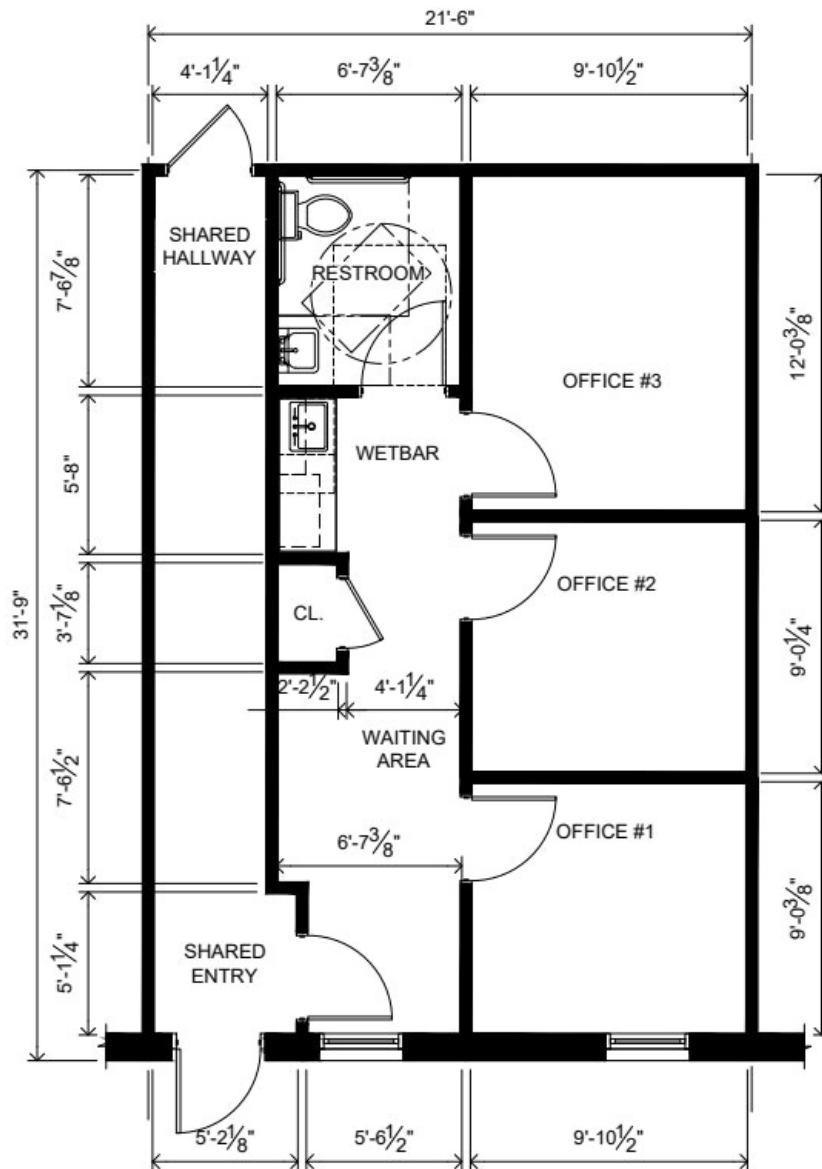 21'-6"
4'-1¼"
6'-7⅜"
9'-10½"
SHARED
HALLWAY
7'-6⅞"
RESTROOM
12'-0⅜"
OFFICE #3
WETBAR
5'-8"
31'-9"
OFFICE #2
CL.
3'-7⅛"
9'-0¼"
2'-2½"
4'-1¼"
WAITING
AREA
7'-6½"
OFFICE #1
6'-7⅜"
9'-0⅜"
SHARED
ENTRY
5'-1¼"
5'-2⅛"
5'-6½"
9'-10½"